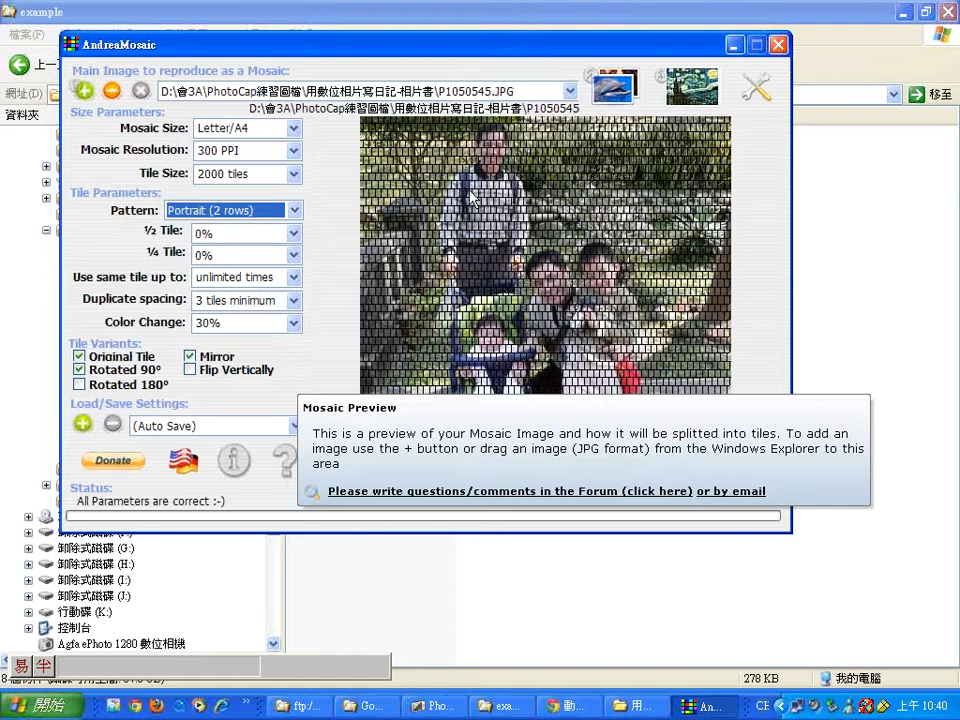 example
檔案(F)
AndreaMosaic
上一
Main Image to reproduce as a Mosaic:
D:\會3A\PhotoCap練習圖檔\用數位相片寫日記-相片書\P1050545.JPG
網址(D)
移至
D:\會3A\PhotoCap練習圖檔\用數位相片寫日記-相片書\P1050545
資料夾
Size Parameters:
Mosaic Size: Letter/A4
Mosaic Resolution: 300 PPI
Tile Size: 2000 tiles
Tile Parameters:
Pattern: Portrait (2 rows)
½ Tile: 0%
¼ Tile: 0%
Use same tile up to: unlimited times
Duplicate spacing: 3 tiles minimum
Color Change: 30%
Tile Variants:
Original Tile Mirror
Rotated 90° Flip Vertically
Rotated 180°
Load/Save Settings:
(Auto Save)
Mosaic Preview
This is a preview of your Mosaic Image and how it will be splitted into tiles. To add an
image use the + button or drag an image (JPG format) from the Windows Explorer to this
area
Please write questions/comments in the Forum (click here) or by email
Donate
Status:
All Parameters are correct :-)
卸除式磁碟 (G:)
卸除式磁碟 (H:)
卸除式磁碟 (I:)
卸除式磁碟 (J:)
行動碟 (K:)
控制台
Agfa ePhoto 1280 數位相機
易 半
278 KB 我的電腦
開始 ftp:/... Go... Pho... exa... 動... 用... An... CH 上午 10:40